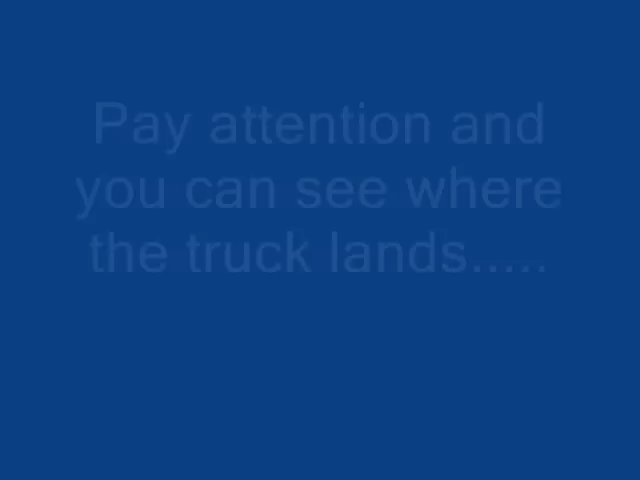 Pay attention and
you can see where
the truck lands.....